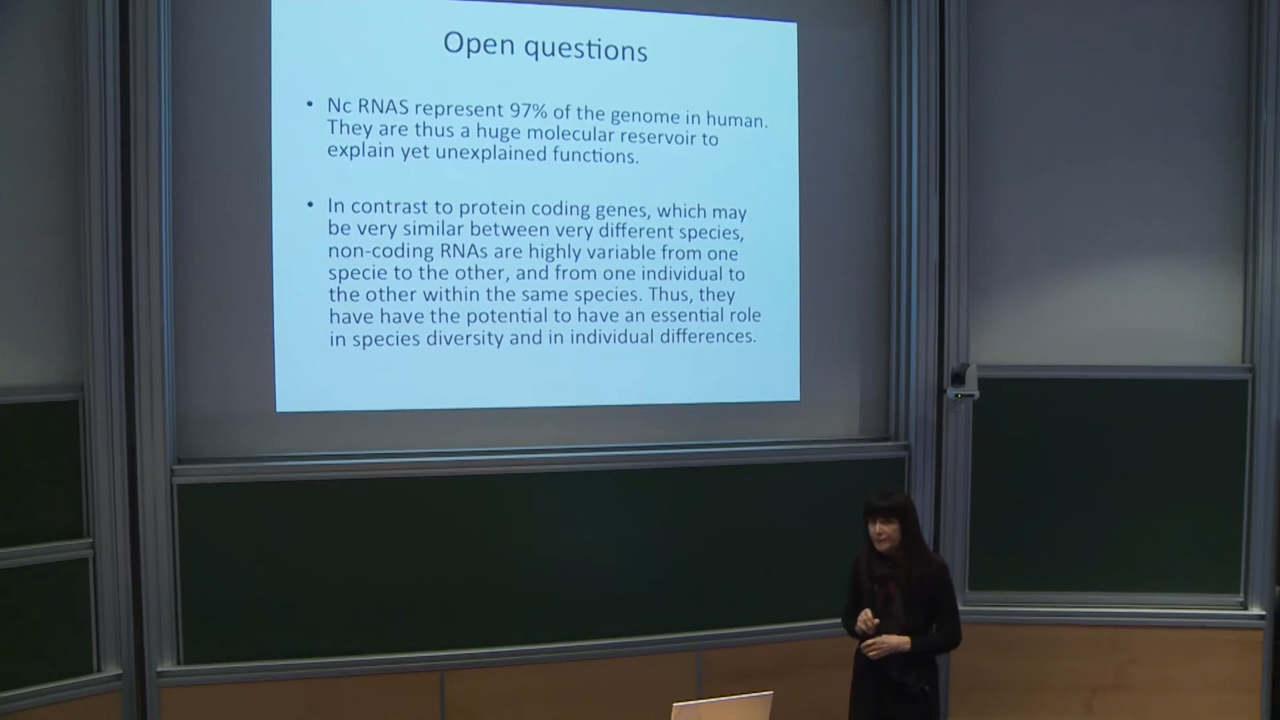 Open questions
• Nc RNAS represent 97% of the genome in human.
They are thus a huge molecular reservoir to
explain yet unexplained functions.
• In contrast to protein coding genes, which may
be very similar between very different species,
non-coding RNAs are highly variable from one
specie to the other, and from one individual to
the other within the same species. Thus, they
have have the potential to have an essential role
in species diversity and in individual differences.